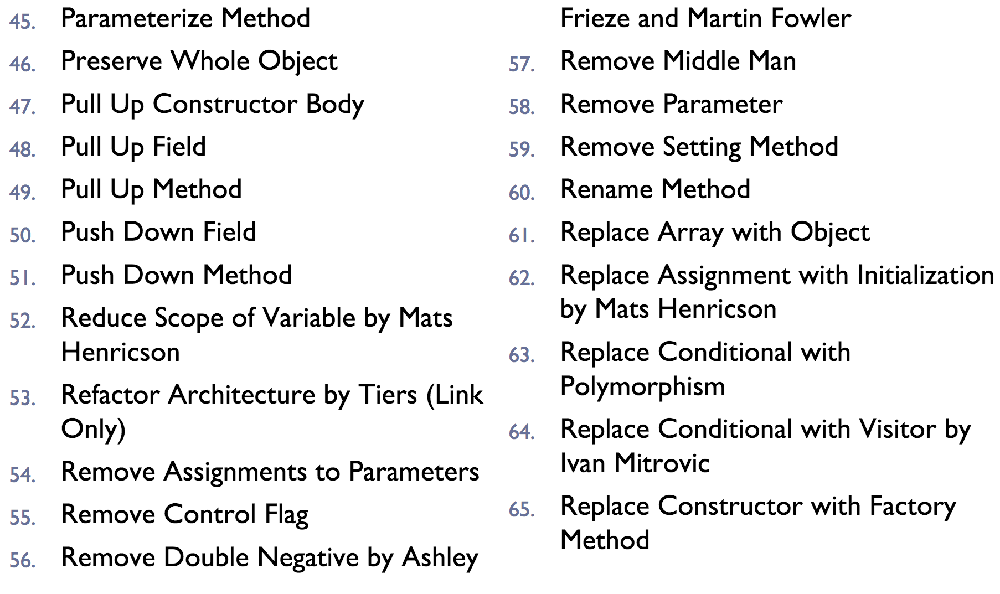 45. Parameterize Method
46. Preserve Whole Object
47. Pull Up Constructor Body
48. Pull Up Field
49. Pull Up Method
50. Push Down Field
51. Push Down Method
52. Reduce Scope of Variable by Mats
Henricson
53. Refactor Architecture by Tiers (Link
Only)
54. Remove Assignments to Parameters
55. Remove Control Flag
56. Remove Double Negative by Ashley
Frieze and Martin Fowler
57. Remove Middle Man
58. Remove Parameter
59. Remove Setting Method
60. Rename Method
61. Replace Array with Object
62. Replace Assignment with Initialization
by Mats Henricson
63. Replace Conditional with
Polymorphism
64. Replace Conditional with Visitor by
Ivan Mitrovic
65. Replace Constructor with Factory
Method